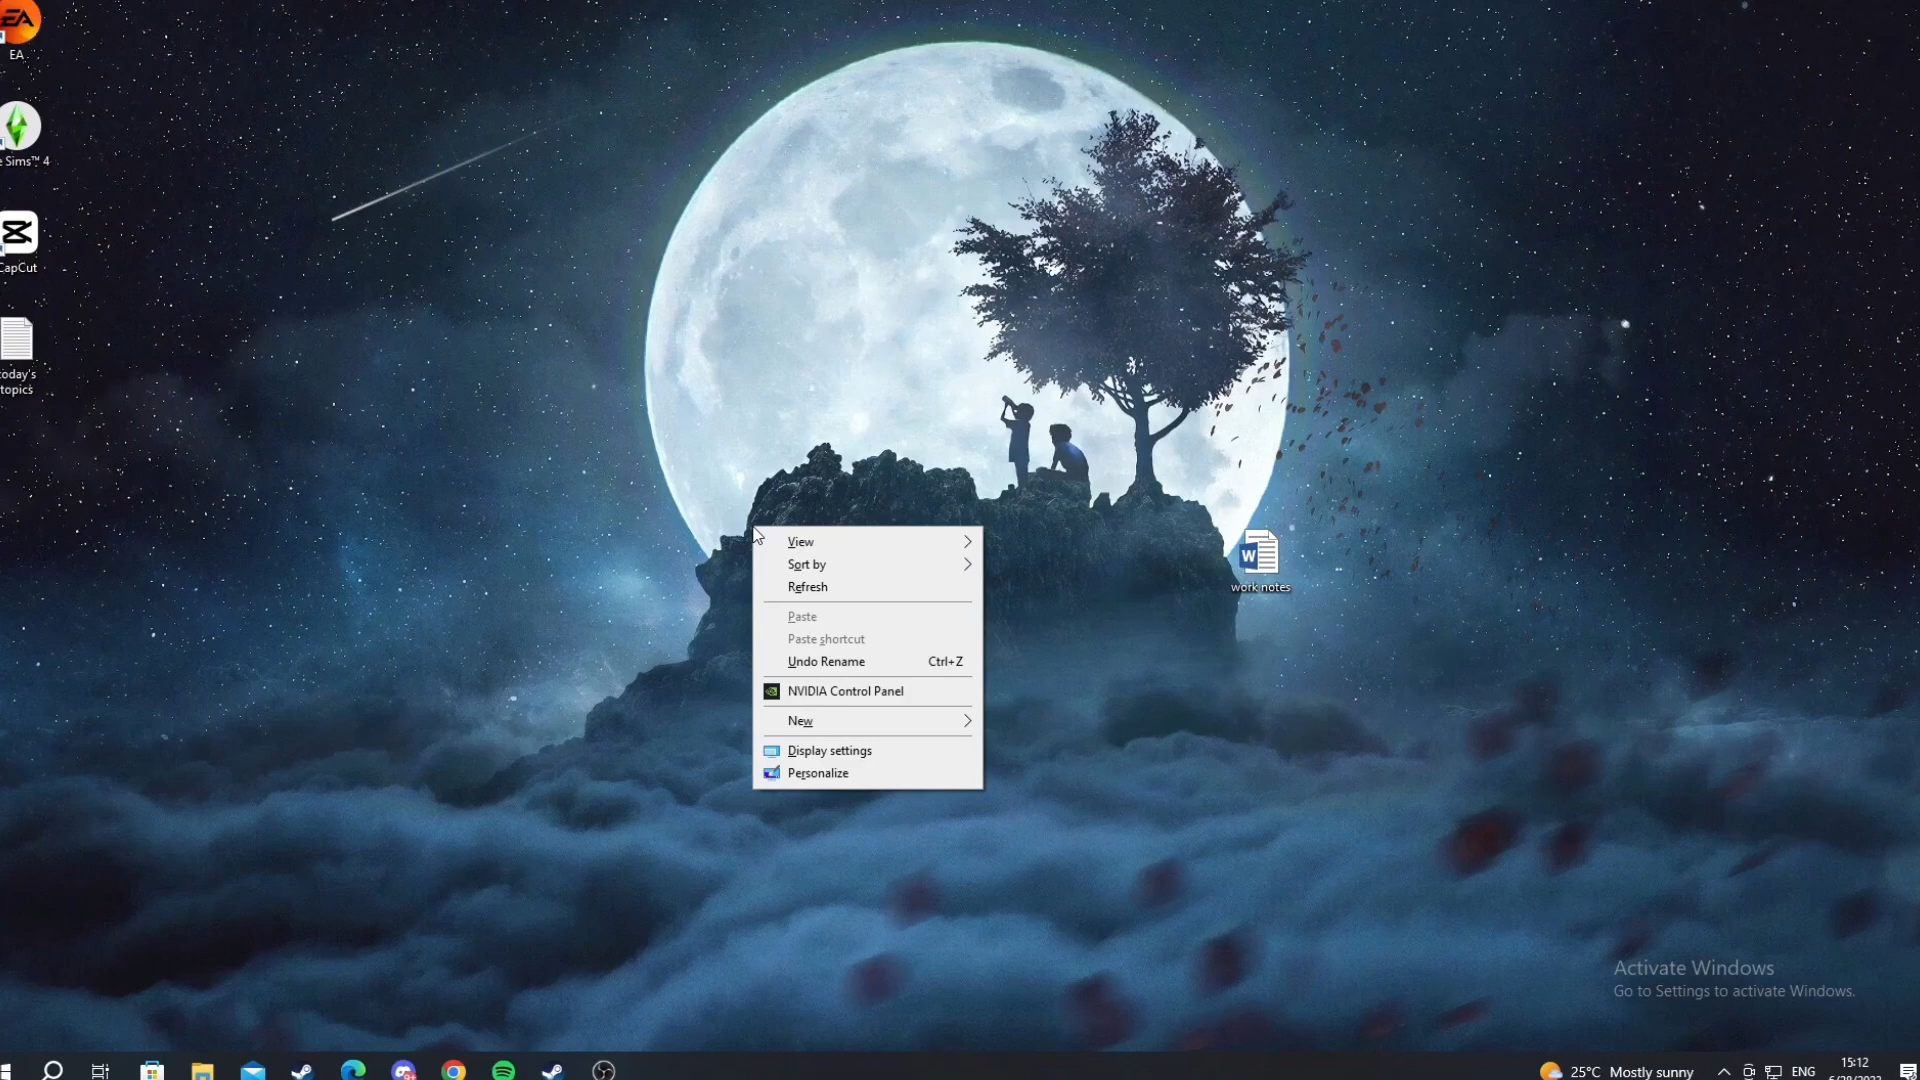 EA
Sims™ 4
CapCut
today's
topics
View
Sort by
Refresh
Paste
Paste shortcut
Undo Rename Ctrl+Z
NVIDIA Control Panel
New
Display settings
Personalize
W
work notes
Activate Windows
Go to Settings to activate Windows.
25°C Mostly sunny
ENG
15:12